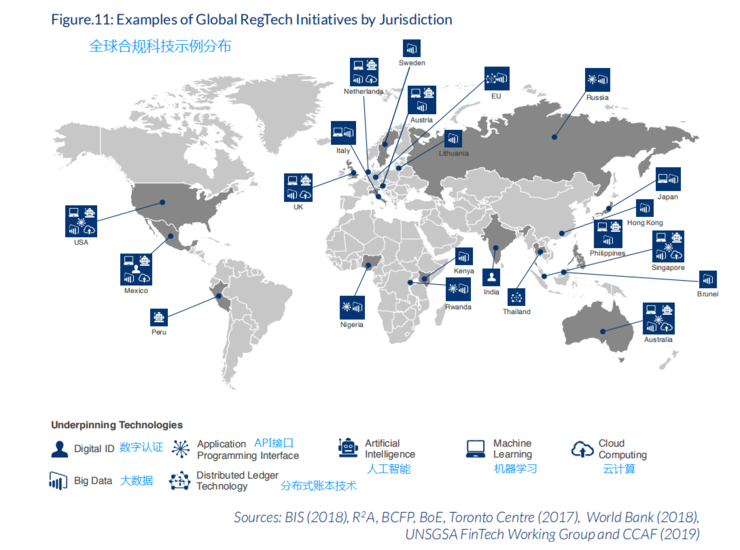 Figure.11: Examples of Global RegTech Initiatives by Jurisdiction
全球合规科技示例分布
Sweden
Netherlands
EU
Russia
Austria
Italy
Lithuania
UK
Japan
USA
Hong Kong
Philippines
Singapore
Mexico
Kenya
India
Brunei
Rwanda
Thailand
Peru
Nigeria
Australia
Underpinning Technologies
Digital ID 数字认证
Application Programming Interface API接口
Artificial Intelligence
人工智能
Machine Learning
机器学习
Cloud Computing
云计算
Big Data 大数据
Distributed Ledger Technology 分布式账本技术
Sources: BIS (2018), R²A, BCFP, BoE, Toronto Centre (2017), World Bank (2018),
UNSGSA FinTech Working Group and CCAF (2019)